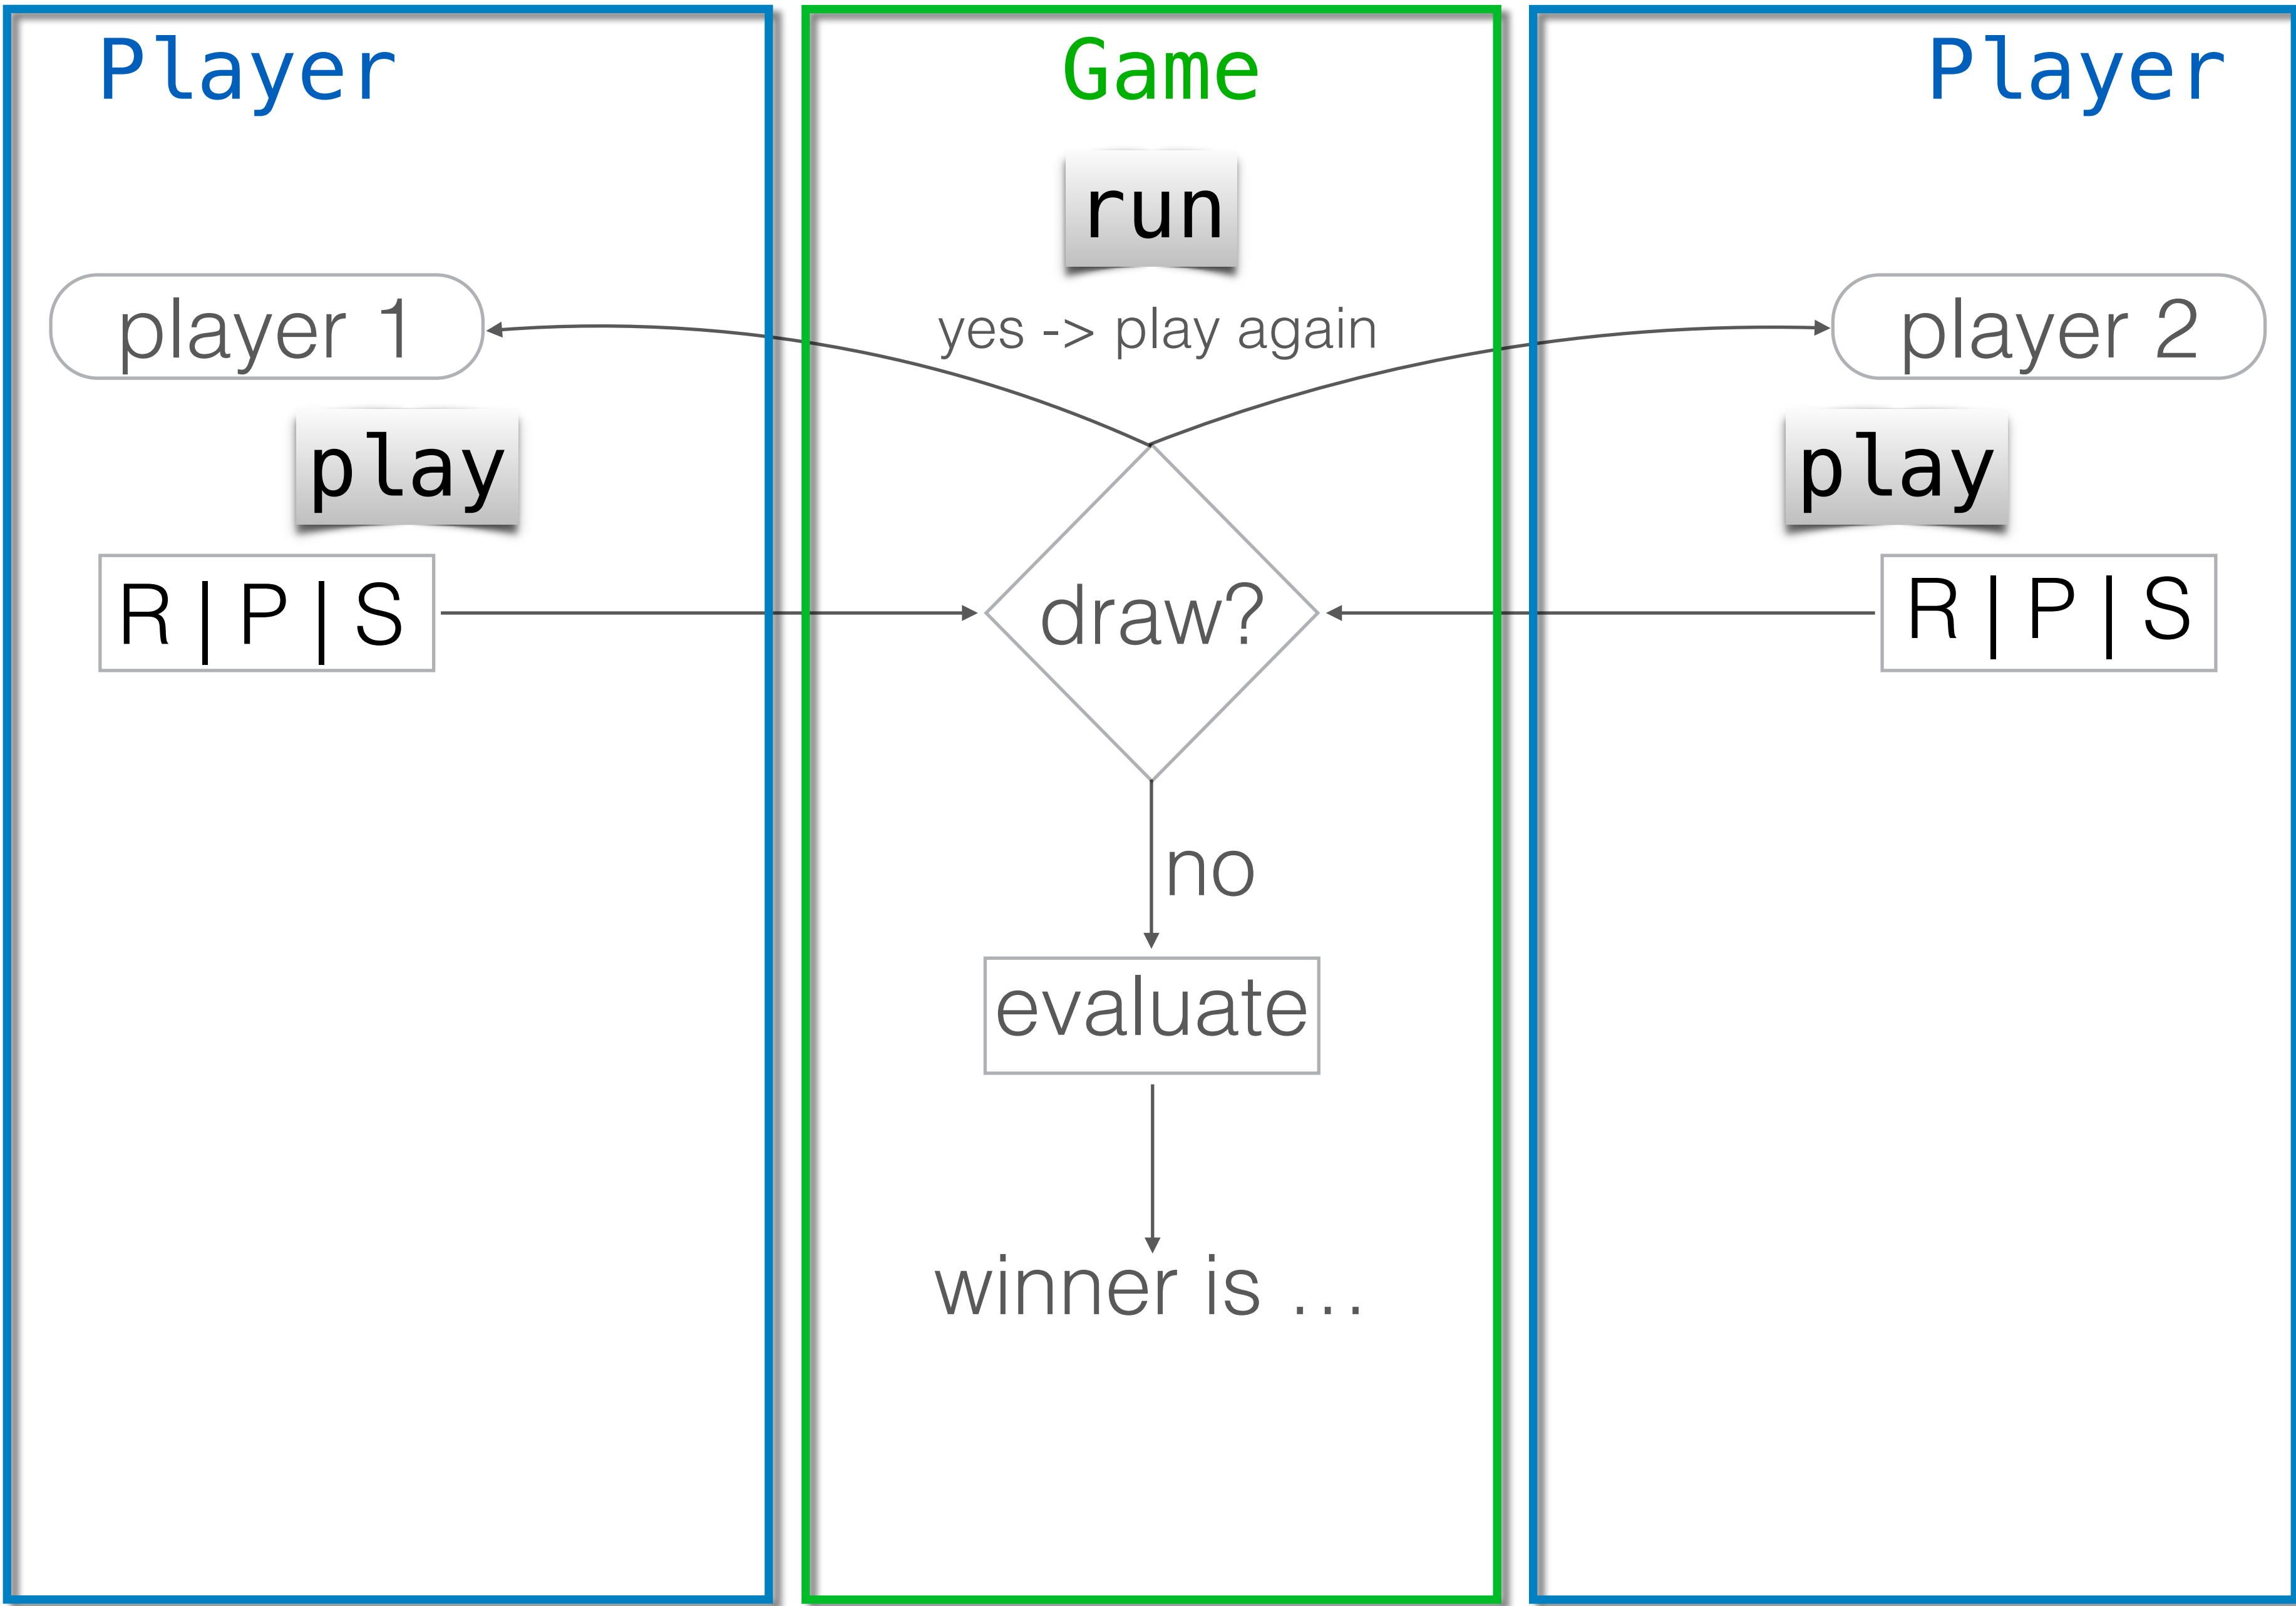 Player
Game
Player
run
player 1
yes -> play again
player 2
play
play
R | P | S
draw?
R | P | S
no
evaluate
winner is ...